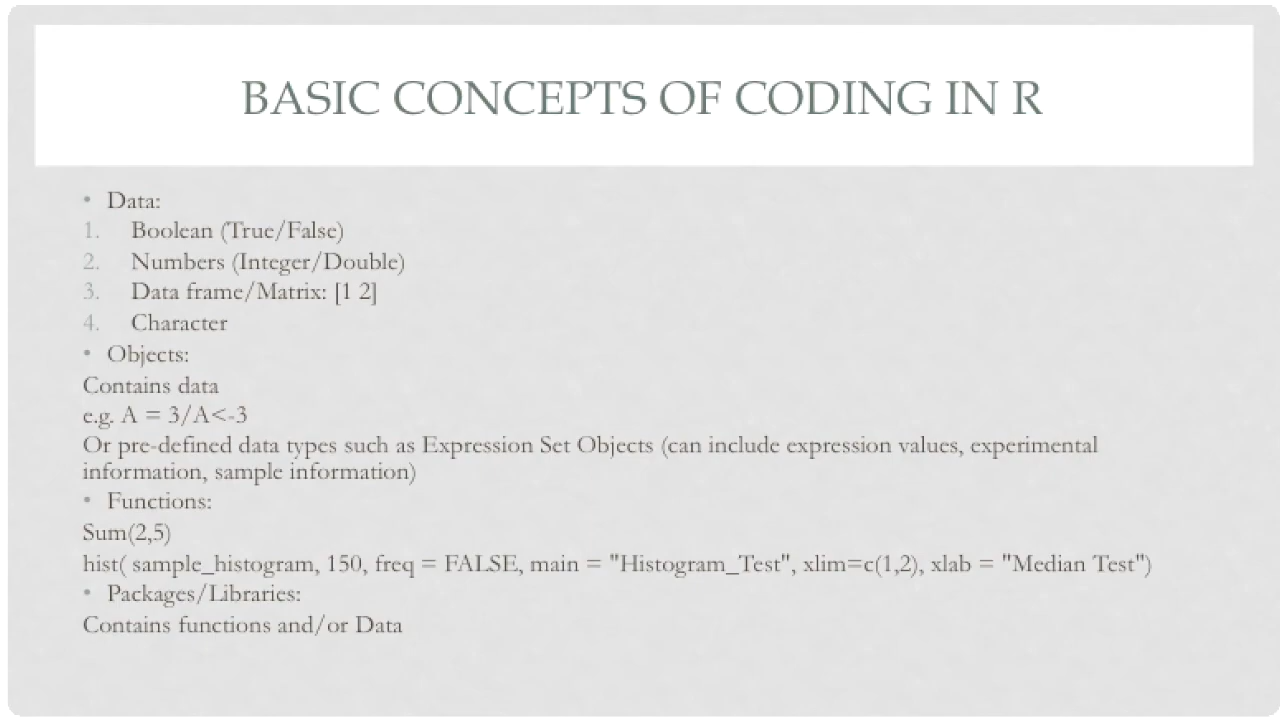 BASIC CONCEPTS OF CODING IN R
• Data:
1. Boolean (True/False)
2. Numbers (Integer/Double)
3. Data frame/Matrix: [1 2]
4. Character
• Objects:
Contains data
e.g. A = 3/A<-3
Or pre-defined data types such as Expression Set Objects (can include expression values, experimental
information, sample information)
• Functions:
Sum(2,5)
hist( sample_histogram, 150, freq = FALSE, main = "Histogram_Test", xlim=c(1,2), xlab = "Median Test")
• Packages/Libraries:
Contains functions and/or Data